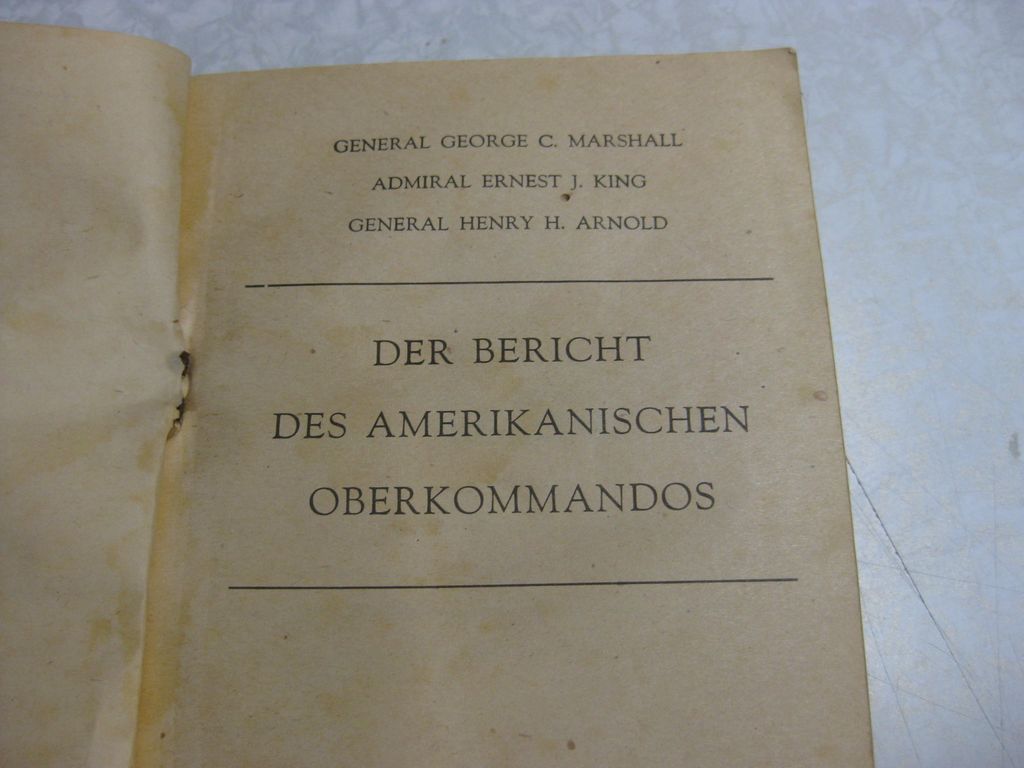 GENERAL GEORGE C. MARSHALL
ADMIRAL ERNEST J. KING
GENERAL HENRY H. ARNOLD
DER BERICHT
DES AMERIKANISCHEN
OBERKOMMANDOS